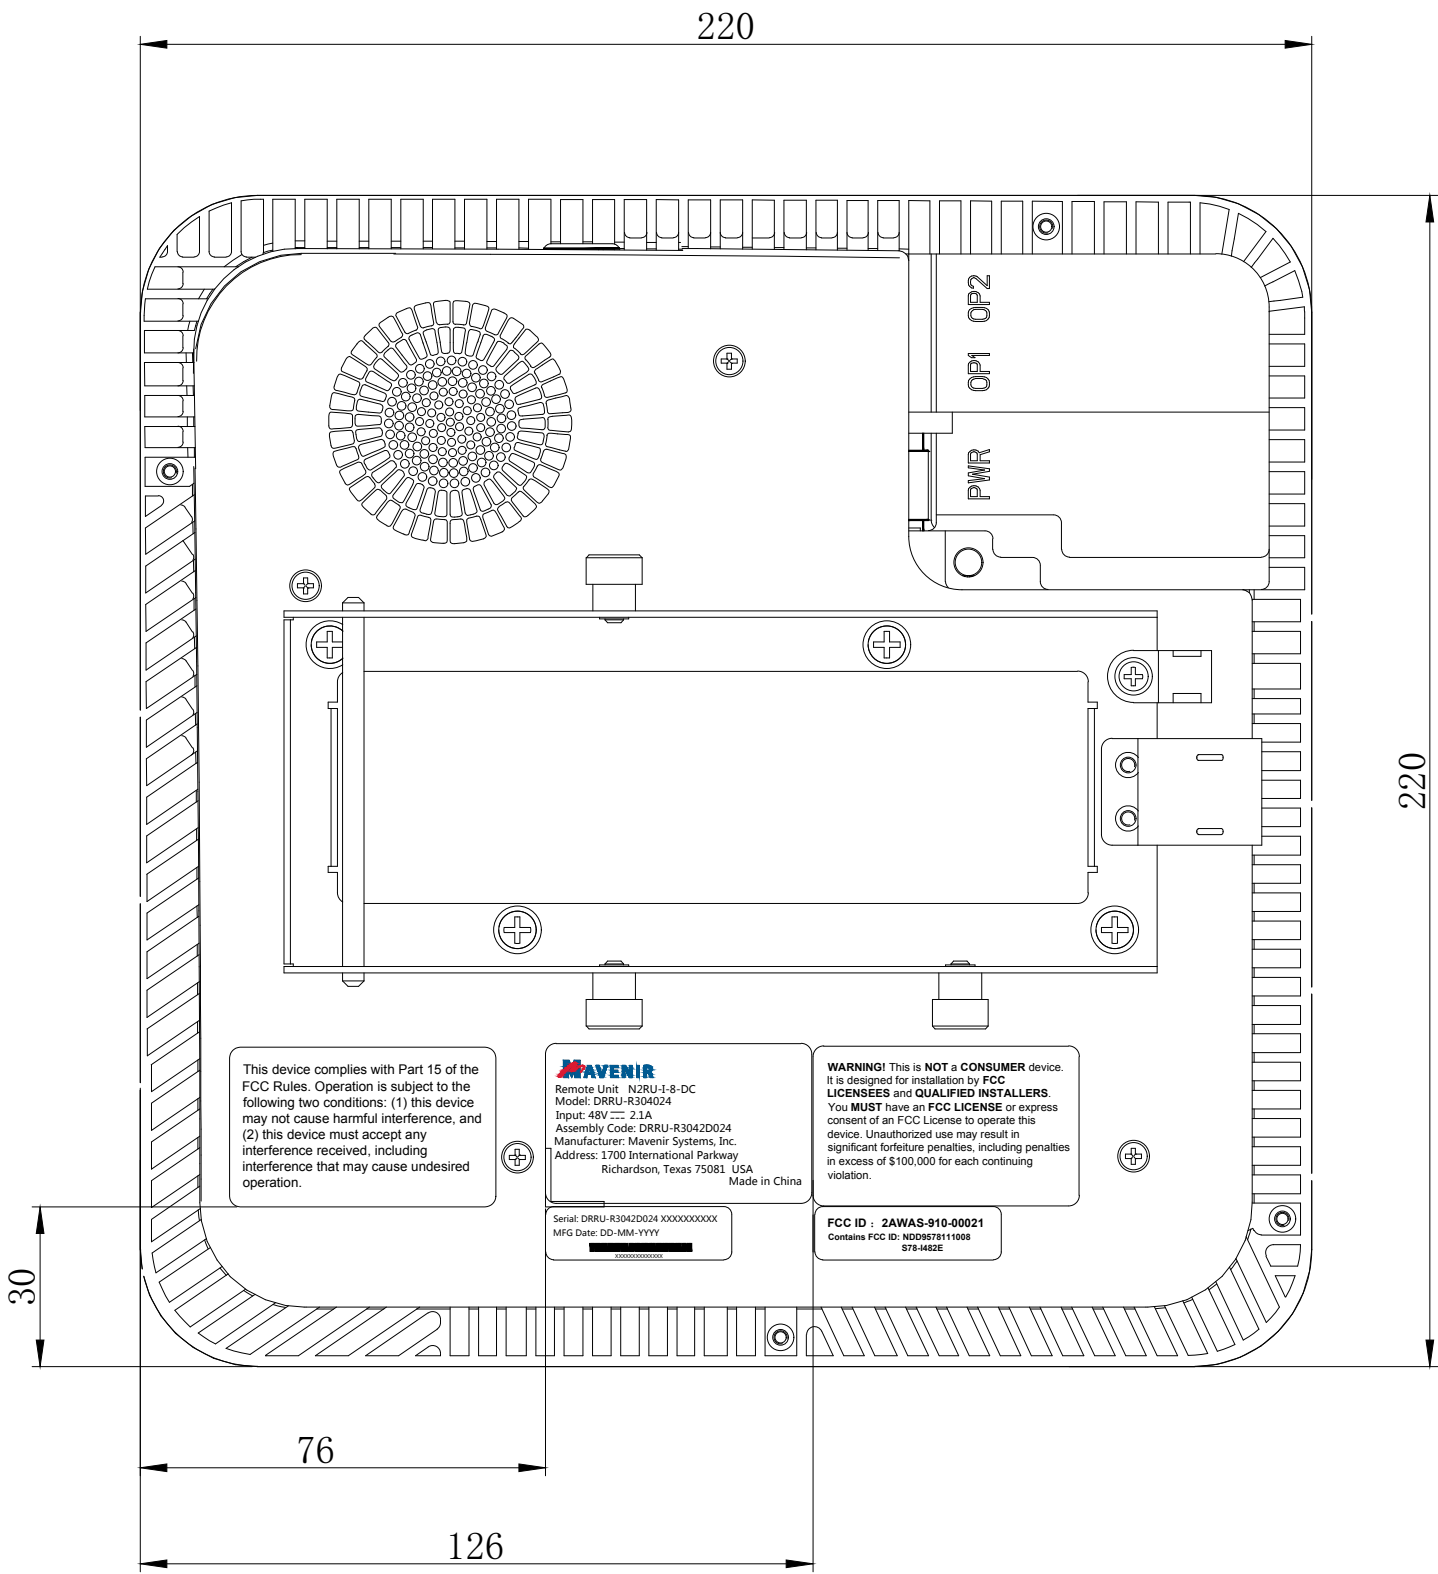 220
OP2
OP1
PWR
220
This device complies with Part 15 of the
FCC Rules. Operation is subject to the
following two conditions: (1) this device
may not cause harmful interference, and
(2) this device must accept any
interference received, including
interference that may cause undesired
operation.
MAVENIR
Remote Unit N2RU-I-8-DC
Model: DRRU-R304024
Input: 48V ⎓ 2.1A
Assembly Code: DRRU-R3042D024
Manufacturer: Mavenir Systems, Inc.
Address: 1700 International Parkway
Richardson, Texas 75081 USA
Made in China
WARNING! This is NOT a CONSUMER device.
It is designed for installation by FCC
LICENSEES and QUALIFIED INSTALLERS.
You MUST have an FCC LICENSE or express
consent of an FCC License to operate this
device. Unauthorized use may result in
significant forfeiture penalties, including penalties
in excess of $100,000 for each continuing
violation.
Serial: DRRU-R3042D024 XXXXXXXXXX
MFG Date: DD-MM-YYYY
XXXXXXXXXXXXXX
FCC ID : 2AWAS-910-00021
Contains FCC ID: NDD9578111008
S78-I482E
30
76
126